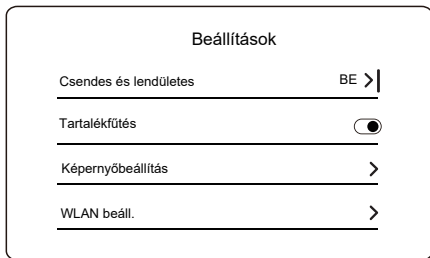 Beállítások
Csendes és lendületes BE
Tartalékfűtés
Képernyőbeállítás
WLAN beáll.